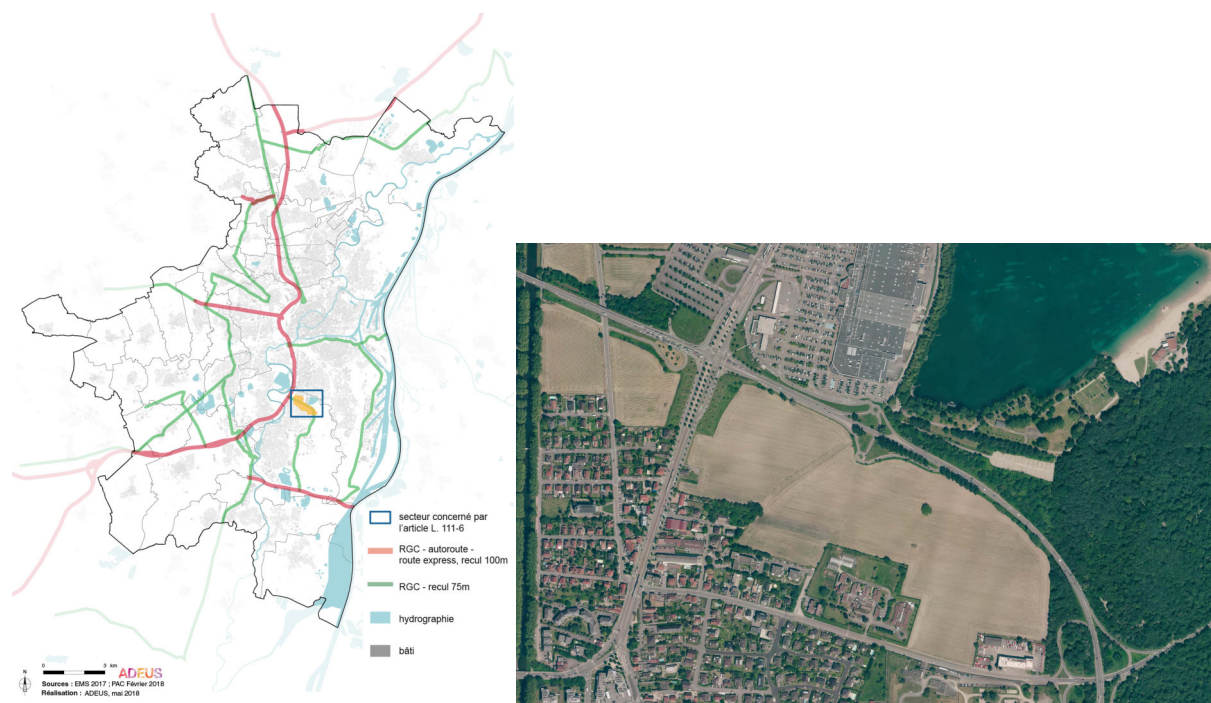 secteur concerné par
l'article L. 111-6
RGC - autoroute -
route express, recul 100m
RGC - recul 75m
hydrographie
bâti
0 3 km
ADEUS
N
Sources : EMS 2017 ; PAC Février 2018
Réalisation : ADEUS, mai 2018